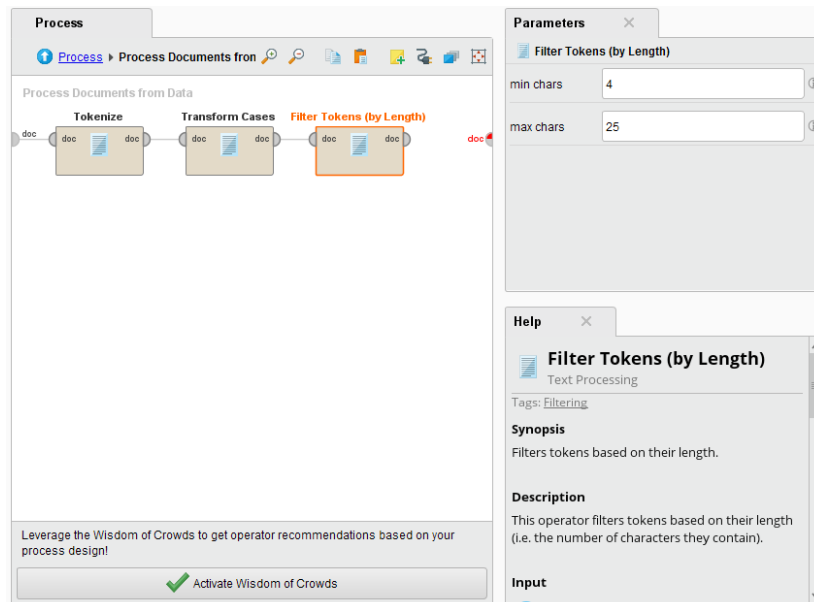 Process
Process Documents fron
Process Documents from Data
Tokenize
Transform Cases
Filter Tokens (by Length)
doc
doc
doc
doc
doc
doc
doc
doc
Leverage the Wisdom of Crowds to get operator recommendations based on your
process design!
Activate Wisdom of Crowds
Parameters
Filter Tokens (by Length)
min chars
4
max chars
25
Help
Filter Tokens (by Length)
Text Processing
Tags: Filtering
Synopsis
Filters tokens based on their length.
Description
This operator filters tokens based on their length
(i.e. the number of characters they contain).
Input